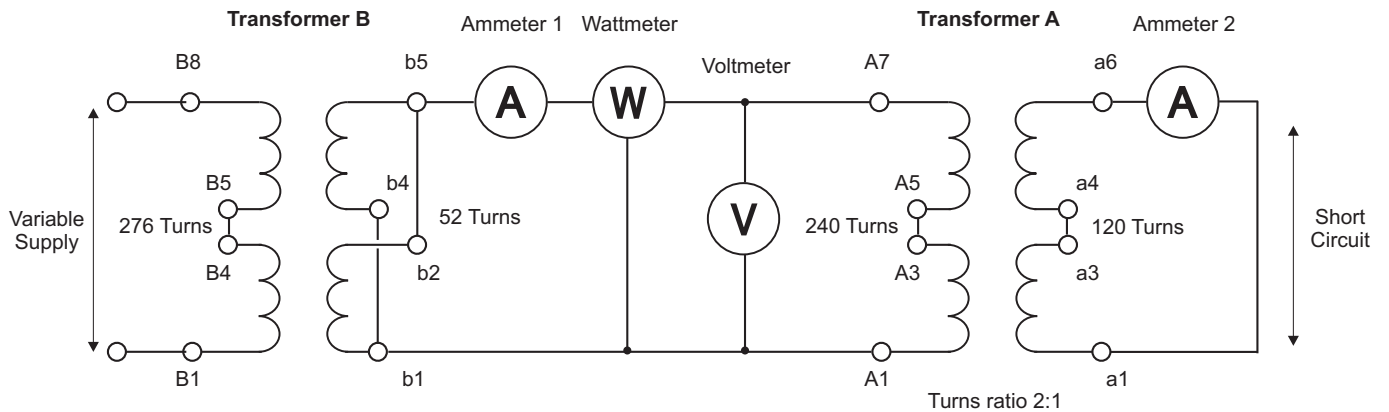 Transformer B
Ammeter 1
Wattmeter
Transformer A
Ammeter 2
B8
b5
Voltmeter
A7
a6
A
W
A
B5
b4
A5
a4
Variable
Supply
276 Turns
52 Turns
V
240 Turns
120 Turns
Short
Circuit
B4
b2
A3
a3
B1
b1
A1
a1
Turns ratio 2:1